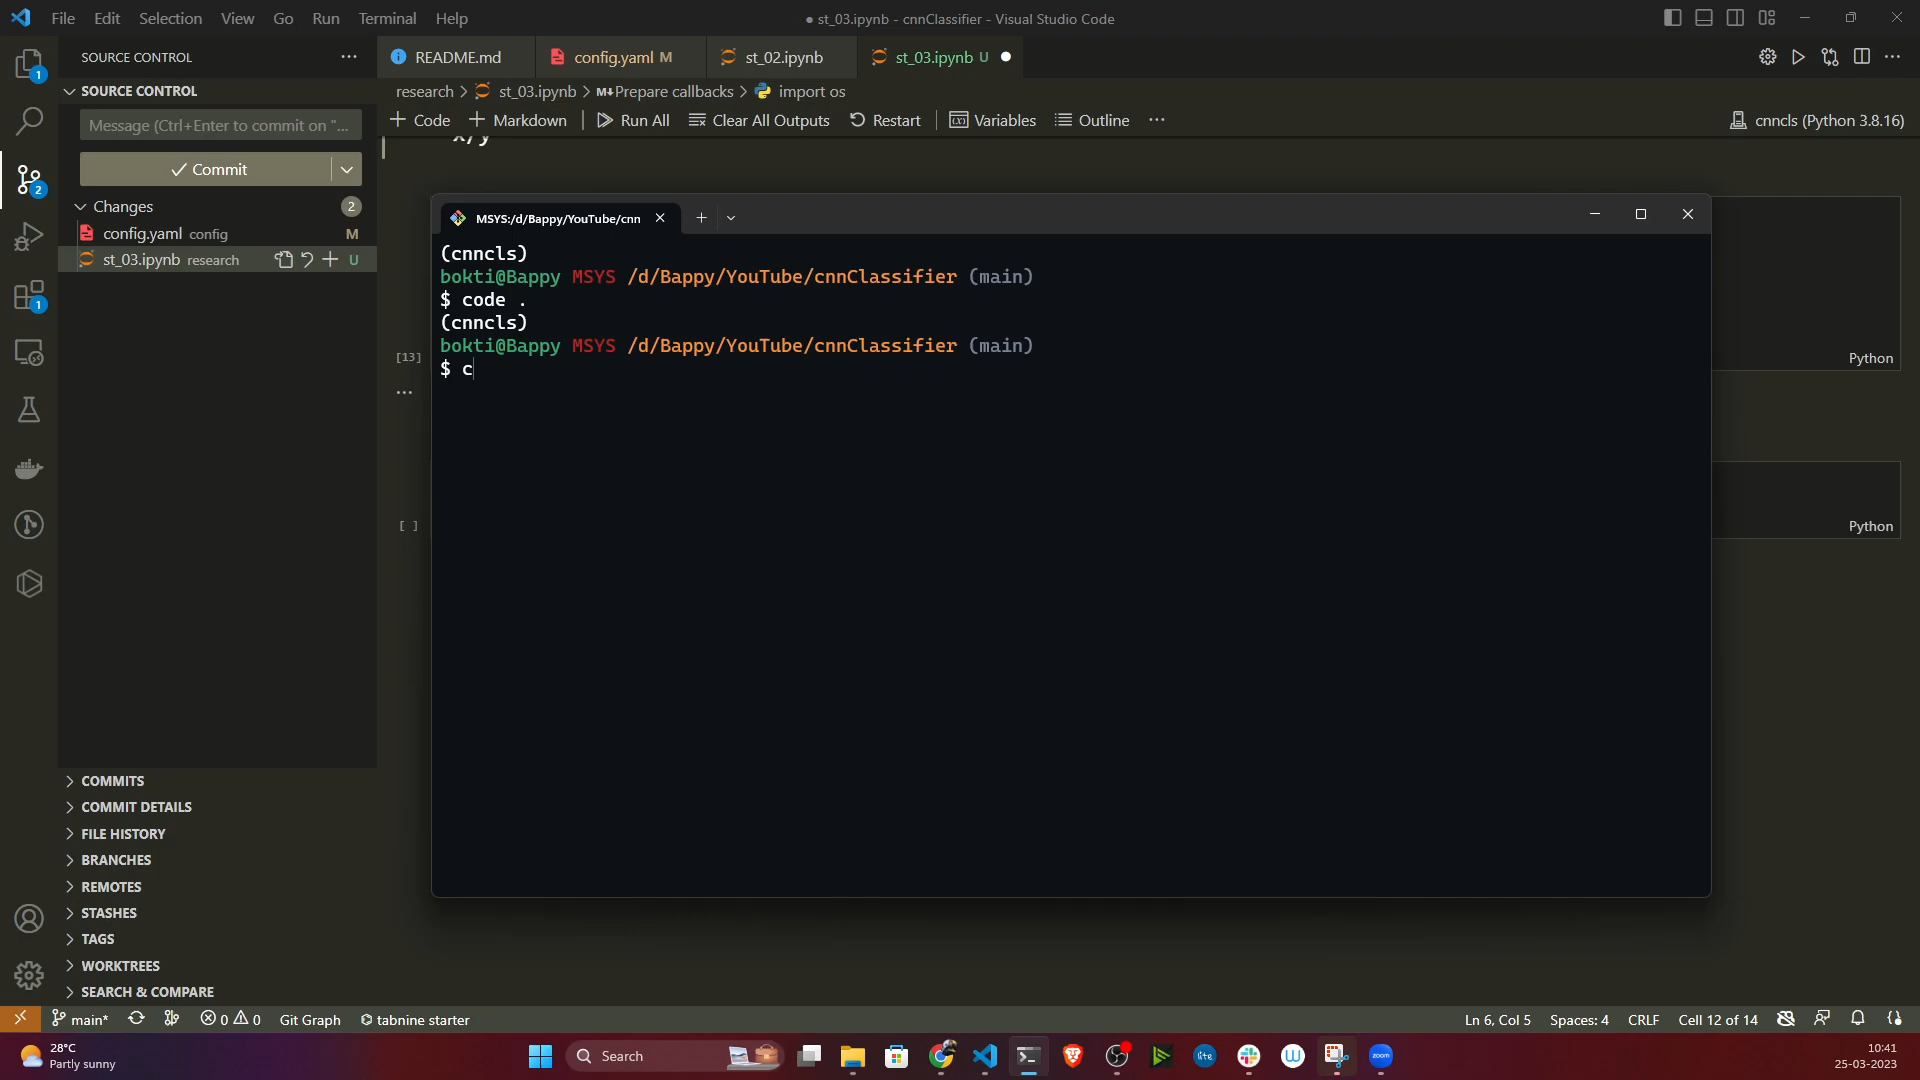 File Edit Selection View Go Run Terminal Help
● st_03.ipynb - cnnClassifier - Visual Studio Code
SOURCE CONTROL
README.md
config.yaml M
st_02.ipynb
st_03.ipynb U
SOURCE CONTROL
research > st_03.ipynb > M↓Prepare callbacks > import os
Message (Ctrl+Enter to commit on "...
Code
Markdown
Run All
Clear All Outputs
Restart
Variables
Outline
...
cnncls (Python 3.8.16)
x/y
Commit
Changes
2
config.yaml config M
st_03.ipynb research U
1
2
1
MSYS:/d/Bappy/YouTube/cnn
(cnncls)
bokti@Bappy MSYS /d/Bappy/YouTube/cnnClassifier (main)
$ code .
(cnncls)
bokti@Bappy MSYS /d/Bappy/YouTube/cnnClassifier (main)
$ c
[13]
Python
...
[ ]
Python
COMMITS
COMMIT DETAILS
FILE HISTORY
BRANCHES
REMOTES
STASHES
TAGS
WORKTREES
SEARCH & COMPARE
main*
0 0
Git Graph
tabnine starter
Ln 6, Col 5
Spaces: 4
CRLF
Cell 12 of 14
28°C
Partly sunny
Search
lite
zoom
10:41
25-03-2023